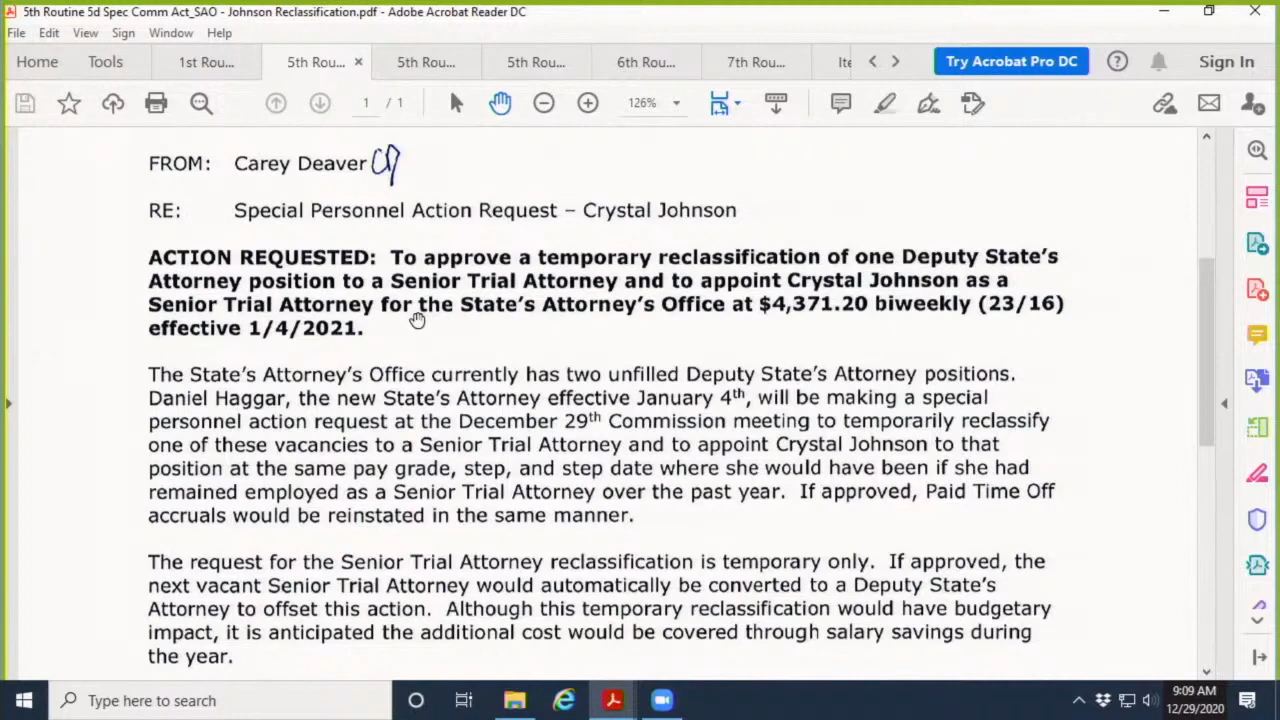 5th Routine 5d Spec Comm Act_SAO - Johnson Reclassification.pdf - Adobe Acrobat Reader DC
File Edit View Sign Window Help
Home Tools 1st Rou... 5th Rou... × 5th Rou... 5th Rou... 6th Rou... 7th Rou... Ite Try Acrobat Pro DC Sign In
1 / 1 126%
FROM: Carey Deaver CD
RE: Special Personnel Action Request – Crystal Johnson
ACTION REQUESTED: To approve a temporary reclassification of one Deputy State’s
Attorney position to a Senior Trial Attorney and to appoint Crystal Johnson as a
Senior Trial Attorney for the State’s Attorney’s Office at $4,371.20 biweekly (23/16)
effective 1/4/2021.
The State’s Attorney’s Office currently has two unfilled Deputy State’s Attorney positions.
Daniel Haggar, the new State’s Attorney effective January 4th, will be making a special
personnel action request at the December 29th Commission meeting to temporarily reclassify
one of these vacancies to a Senior Trial Attorney and to appoint Crystal Johnson to that
position at the same pay grade, step, and step date where she would have been if she had
remained employed as a Senior Trial Attorney over the past year. If approved, Paid Time Off
accruals would be reinstated in the same manner.
The request for the Senior Trial Attorney reclassification is temporary only. If approved, the
next vacant Senior Trial Attorney would automatically be converted to a Deputy State’s
Attorney to offset this action. Although this temporary reclassification would have budgetary
impact, it is anticipated the additional cost would be covered through salary savings during
the year.
Type here to search
9:09 AM
12/29/2020